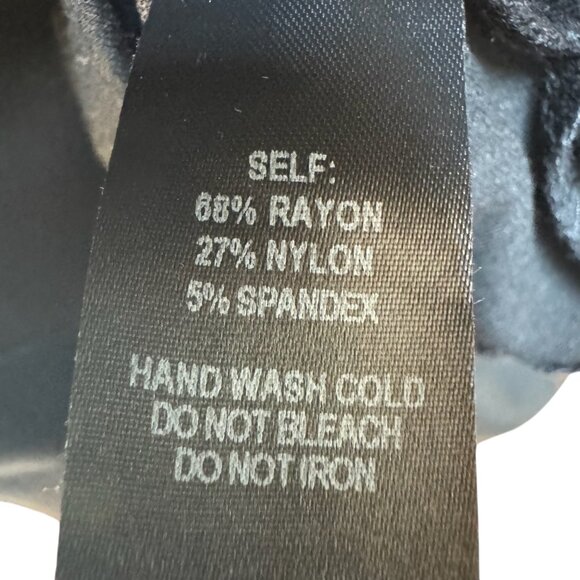 SELF:
68% RAYON
27% NYLON
5% SPANDEX
HAND WASH COLD
DO NOT BLEACH
DO NOT IRON